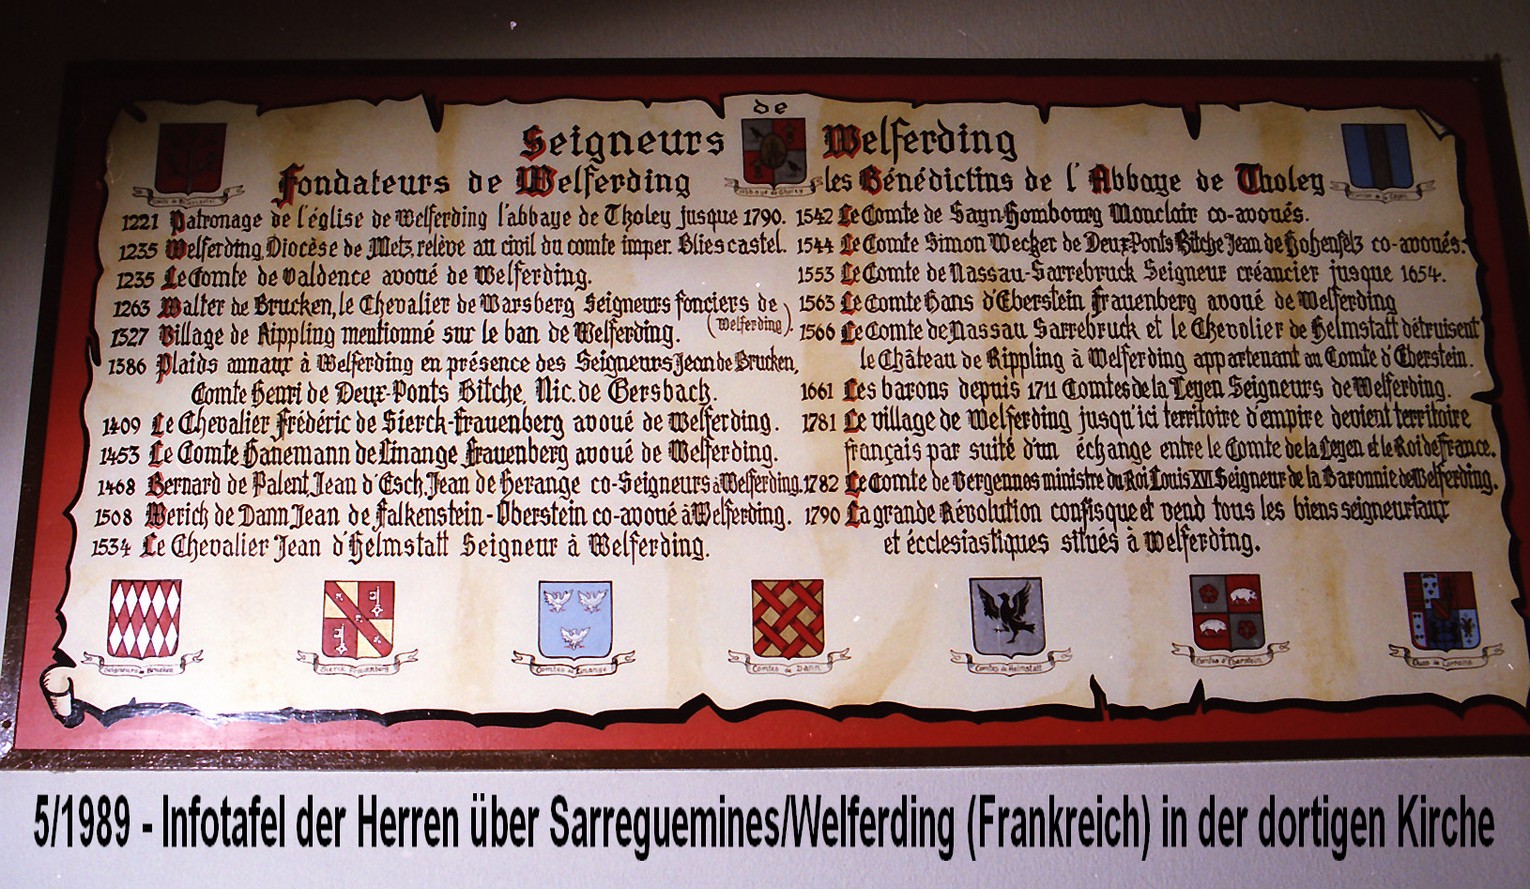 Seigneurs de Welferding
Fondateurs de Welferding les Bénédictins de l'Abbaye de Tholey
1221 Patronage de l'église de Welferding l'abbaye de Tholey jusque 1790.
1235 Welferding, Diocèse de Metz, relève au civil du comte imper. Bliescastel.
1235 Le Comte de Valdence avoué de Welferding.
1263 Walter de Brucken, le Chevalier de Warsberg Seigneurs fonciers de
(Welferding).
1327 Village de Rippling mentionné sur le ban de Welferding.
1386 Plaids annaux à Welferding en présence des Seigneurs Jean de Brucken,
Comte Henri de Deux-Ponts Bitche, Nic. de Gersbach.
1409 Le Chevalier Frédéric de Sierck-Frauenberg avoué de Welferding.
1453 Le Comte Hanemann de Linange Frauenberg avoué de Welferding.
1468 Bernard de Palent, Jean d'Esch, Jean de Herange co-Seigneurs à Welferding.
1508 Werich de Dann Jean de Falkenstein-Oberstein co-avoué à Welferding.
1534 Le Chevalier Jean d'Helmstatt Seigneur à Welferding.
1542 Le Comte de Sayn-Hombourg Monclair co-avoués.
1544 Le Comte Simon Wecker de Deux-Ponts Bitche Jean de Hohenfelz co-avoués.
1553 Le Comte de Nassau-Sarrebruck Seigneur créancier jusque 1654.
1563 Le Comte Hans d'Eberstein Frauenberg avoué de Welferding
1566 Le Comte de Nassau Sarrebruck et le Chevalier de Helmstatt détruisent
le Château de Rippling à Welferding appartenant au Comte d'Eberstein.
1661 Les barons depuis 1711 Comtes de la Leyen Seigneurs de Welferding.
1781 Le village de Welferding jusqu'ici territoire d'empire devient territoire
français par suite d'un échange entre le Comte de la Leyen et le Roi de France.
1782 Le Comte de Vergennes ministre du Roi Louis XVI Seigneur de la Baronnie de Welferding.
1790 La grande Révolution confisque et vend tous les biens seigneuriaux
et écclesiastiques situés à Welferding.
Abbaye de Tholey
Seigneurs de Brucken
Sierck Frauenberg
Comtes de Linange
Comtes de Dann
Comtes de Helmstatt
Comtes d'Eberstein
Ducs de Lorraine
5/1989 - Infotafel der Herren über Sarreguemines/Welferding (Frankreich) in der dortigen Kirche